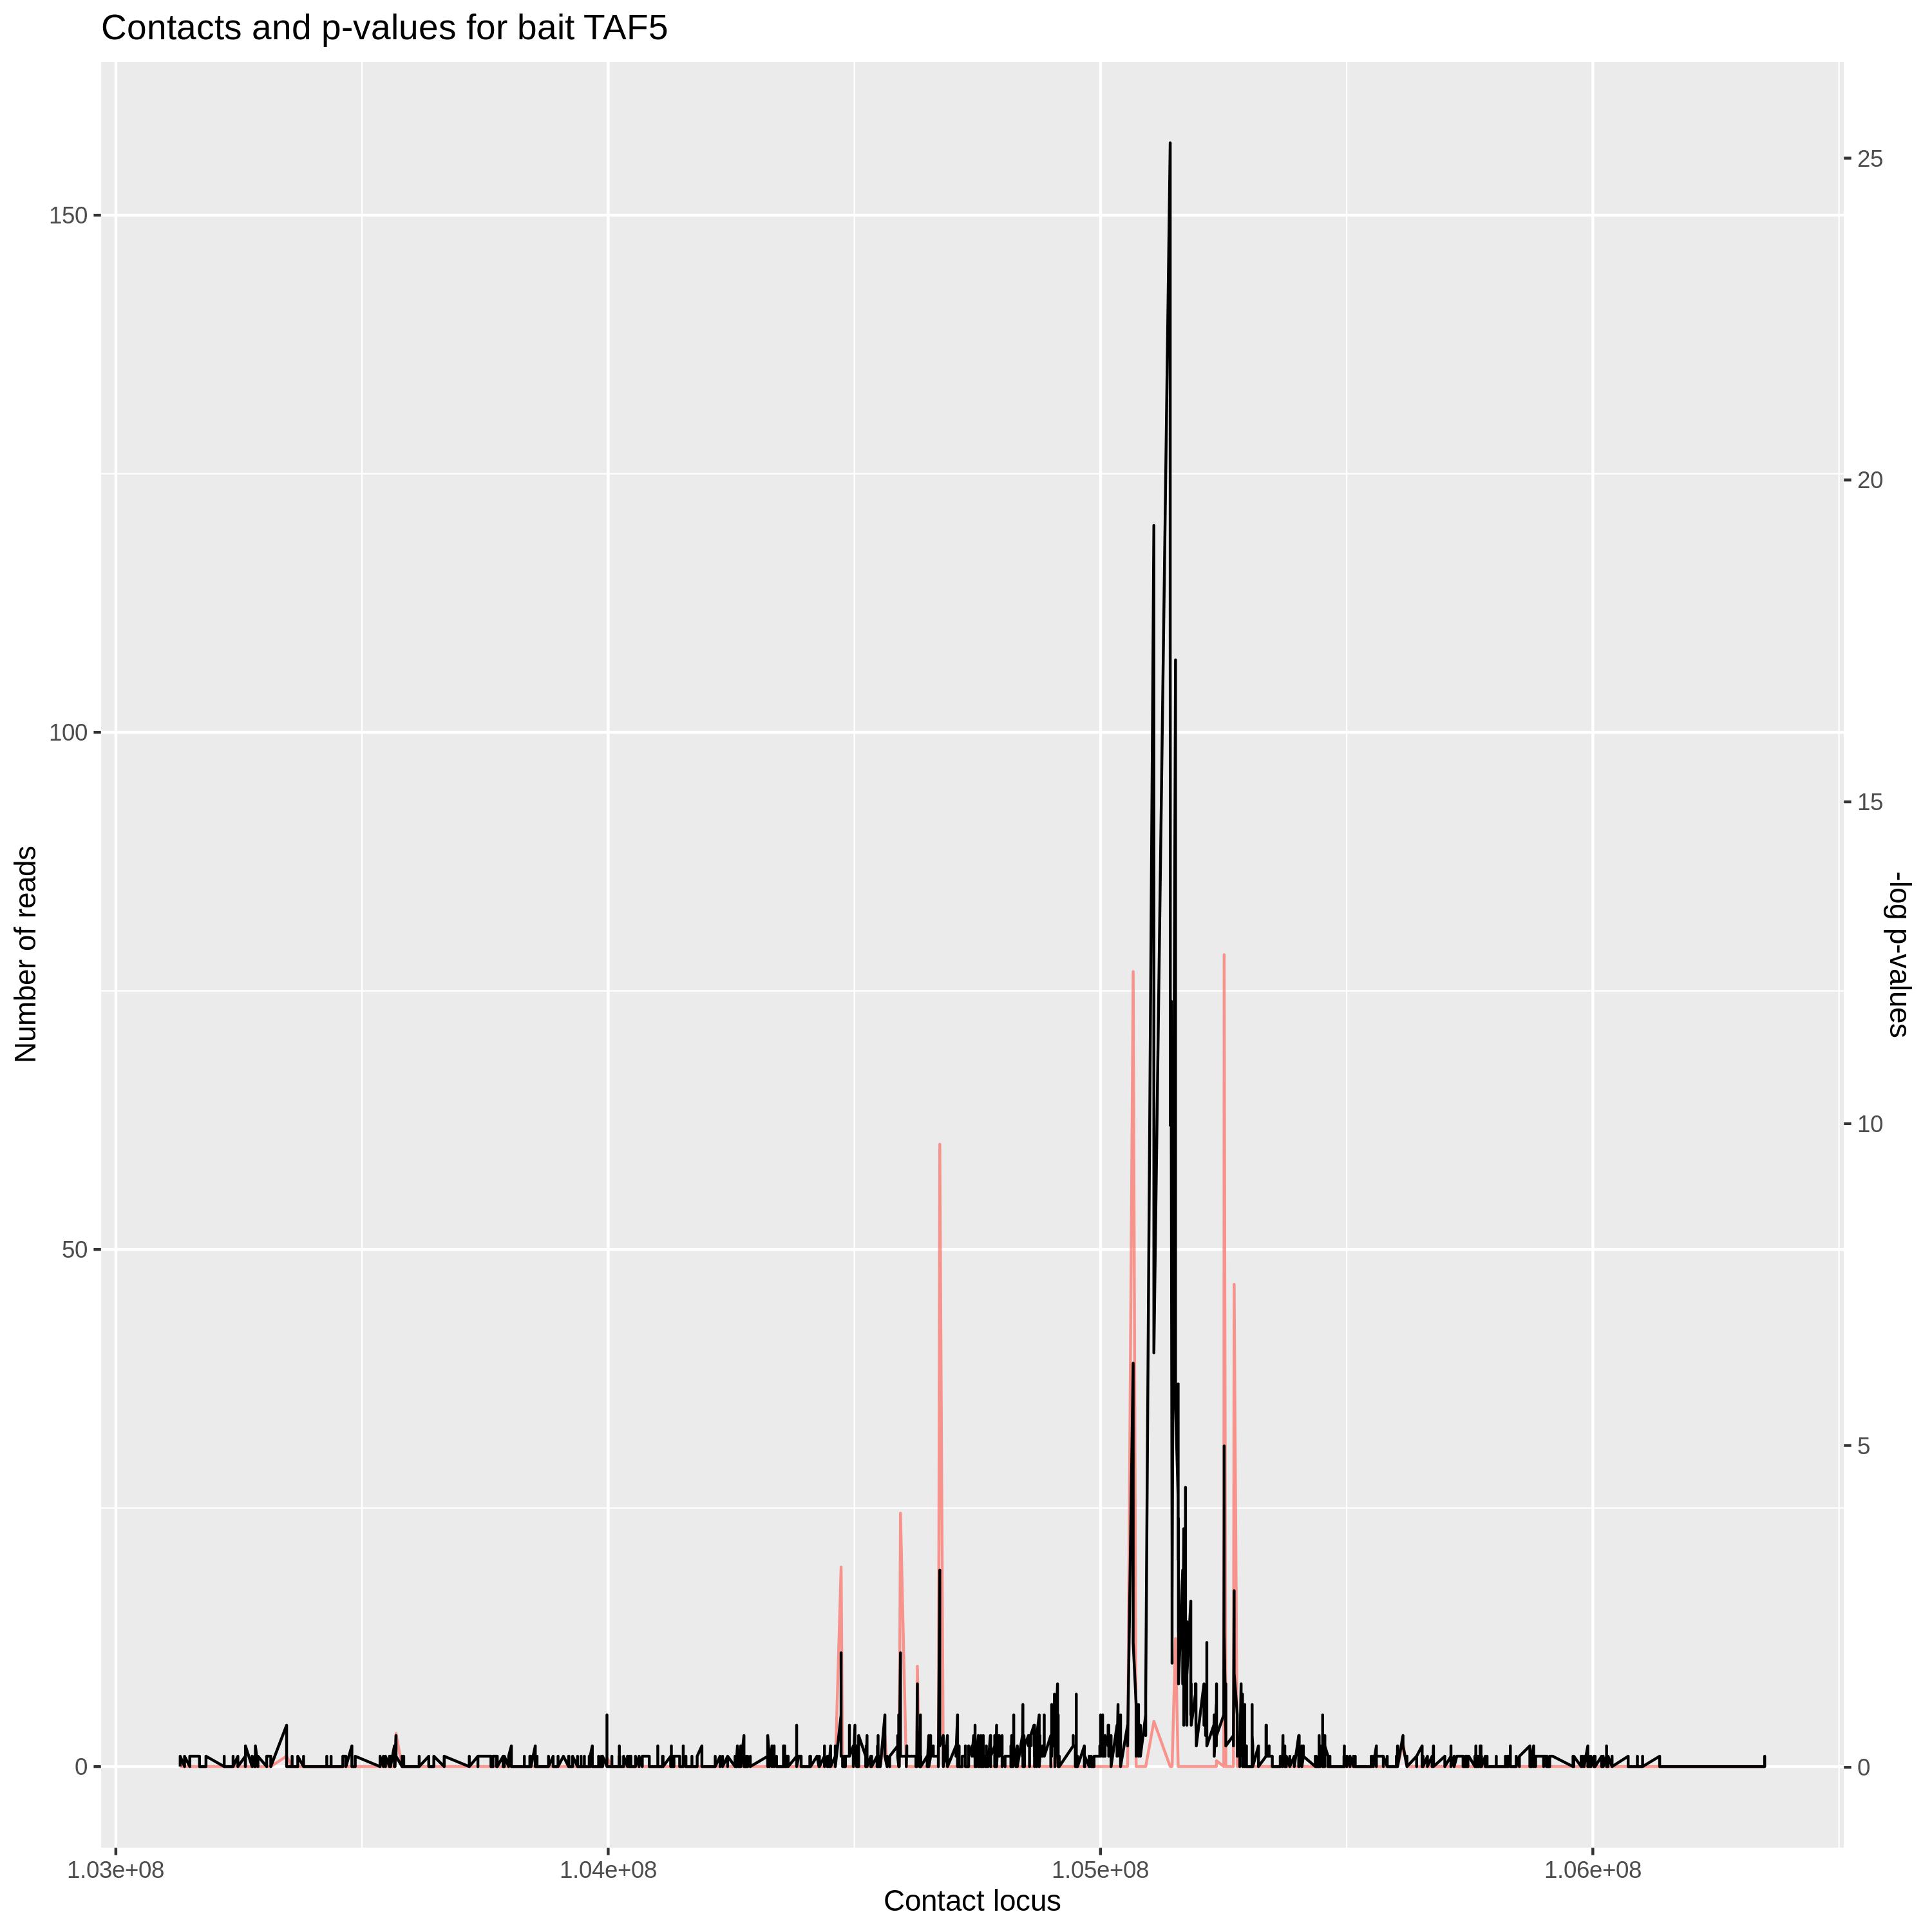 Contacts and p-values for bait TAF5
150
100
50
0
25
20
15
10
5
0
Number of reads
-log p-values
1.03e+08
1.04e+08
1.05e+08
1.06e+08
Contact locus